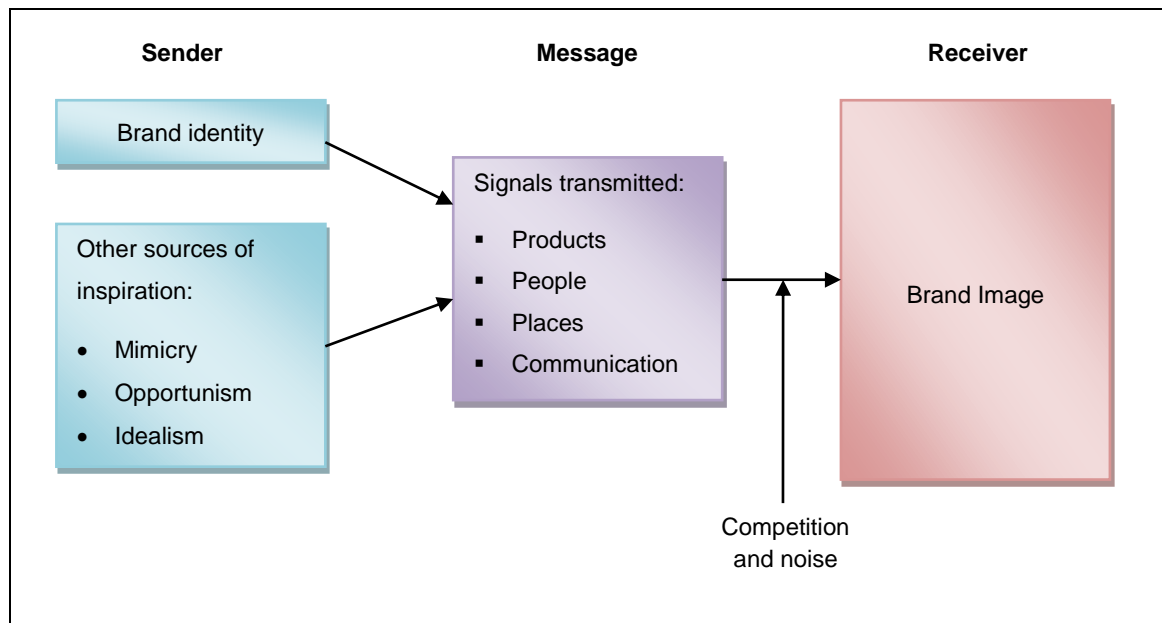 Sender
Message
Receiver
Brand identity
Other sources of
inspiration:
• Mimicry
• Opportunism
• Idealism
Signals transmitted:
▪ Products
▪ People
▪ Places
▪ Communication
Brand Image
Competition
and noise